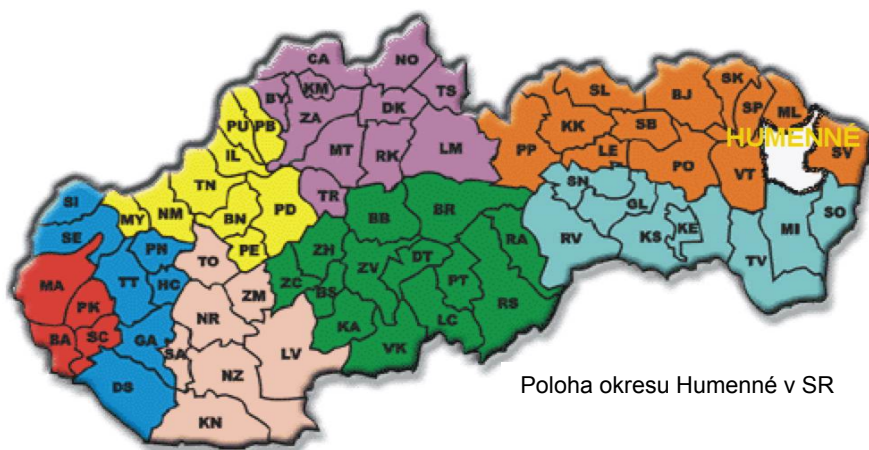 CA
NO
BY
KM
TS
ZA
DK
PU
PB
MT
RK
LM
IL
TN
TR
MY
NM
BN
PD
PE
SL
BJ
SK
SP
ML
HUMENNÉ
SV
PP
KK
SB
LE
PO
VT
SN
GL
RV
KS
KE
TV
MI
SO
SI
SE
PN
TO
MA
TT
HC
ZM
PK
BA
SC
GA
SA
NR
DS
NZ
LV
KN
BB
BR
ZH
ZC
ZV
DT
RA
BS
PT
KA
LC
RS
VK
Poloha okresu Humenné v SR